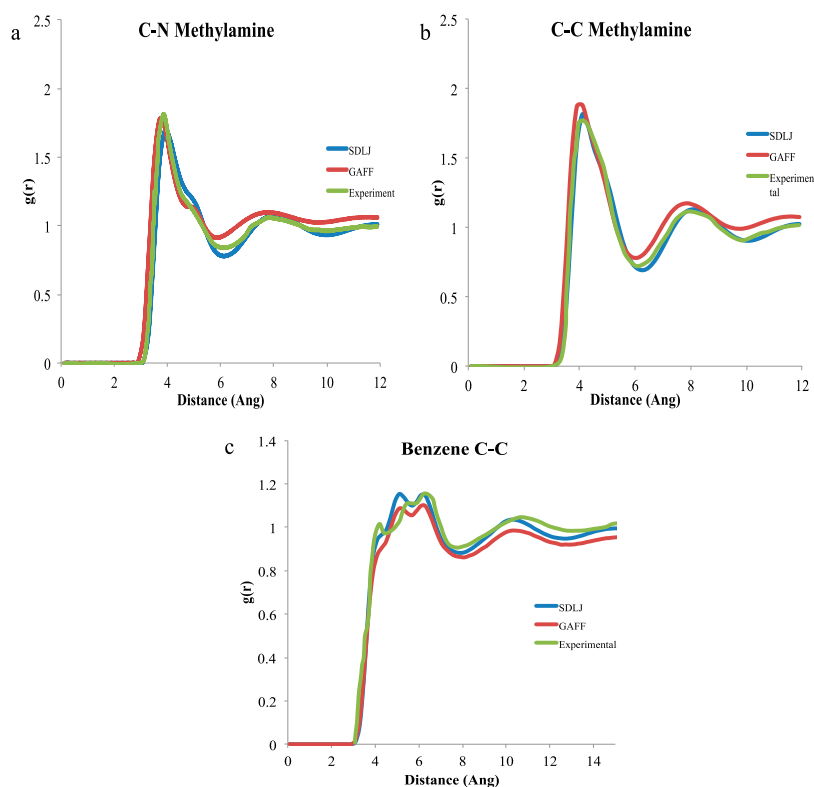 a
C-N Methylamine
2.5
2
1.5
1
0.5
0
g(r)
0 2 4 6 8 10 12
Distance (Ang)
SDLJ
GAFF
Experiment
b
C-C Methylamine
2.5
2
1.5
1
0.5
0
g(r)
0 2 4 6 8 10 12
Distance (Ang)
SDLJ
GAFF
Experimen
tal
c
Benzene C-C
1.4
1.2
1
0.8
0.6
0.4
0.2
0
g(r)
0 2 4 6 8 10 12 14
Distance (Ang)
SDLJ
GAFF
Experimental